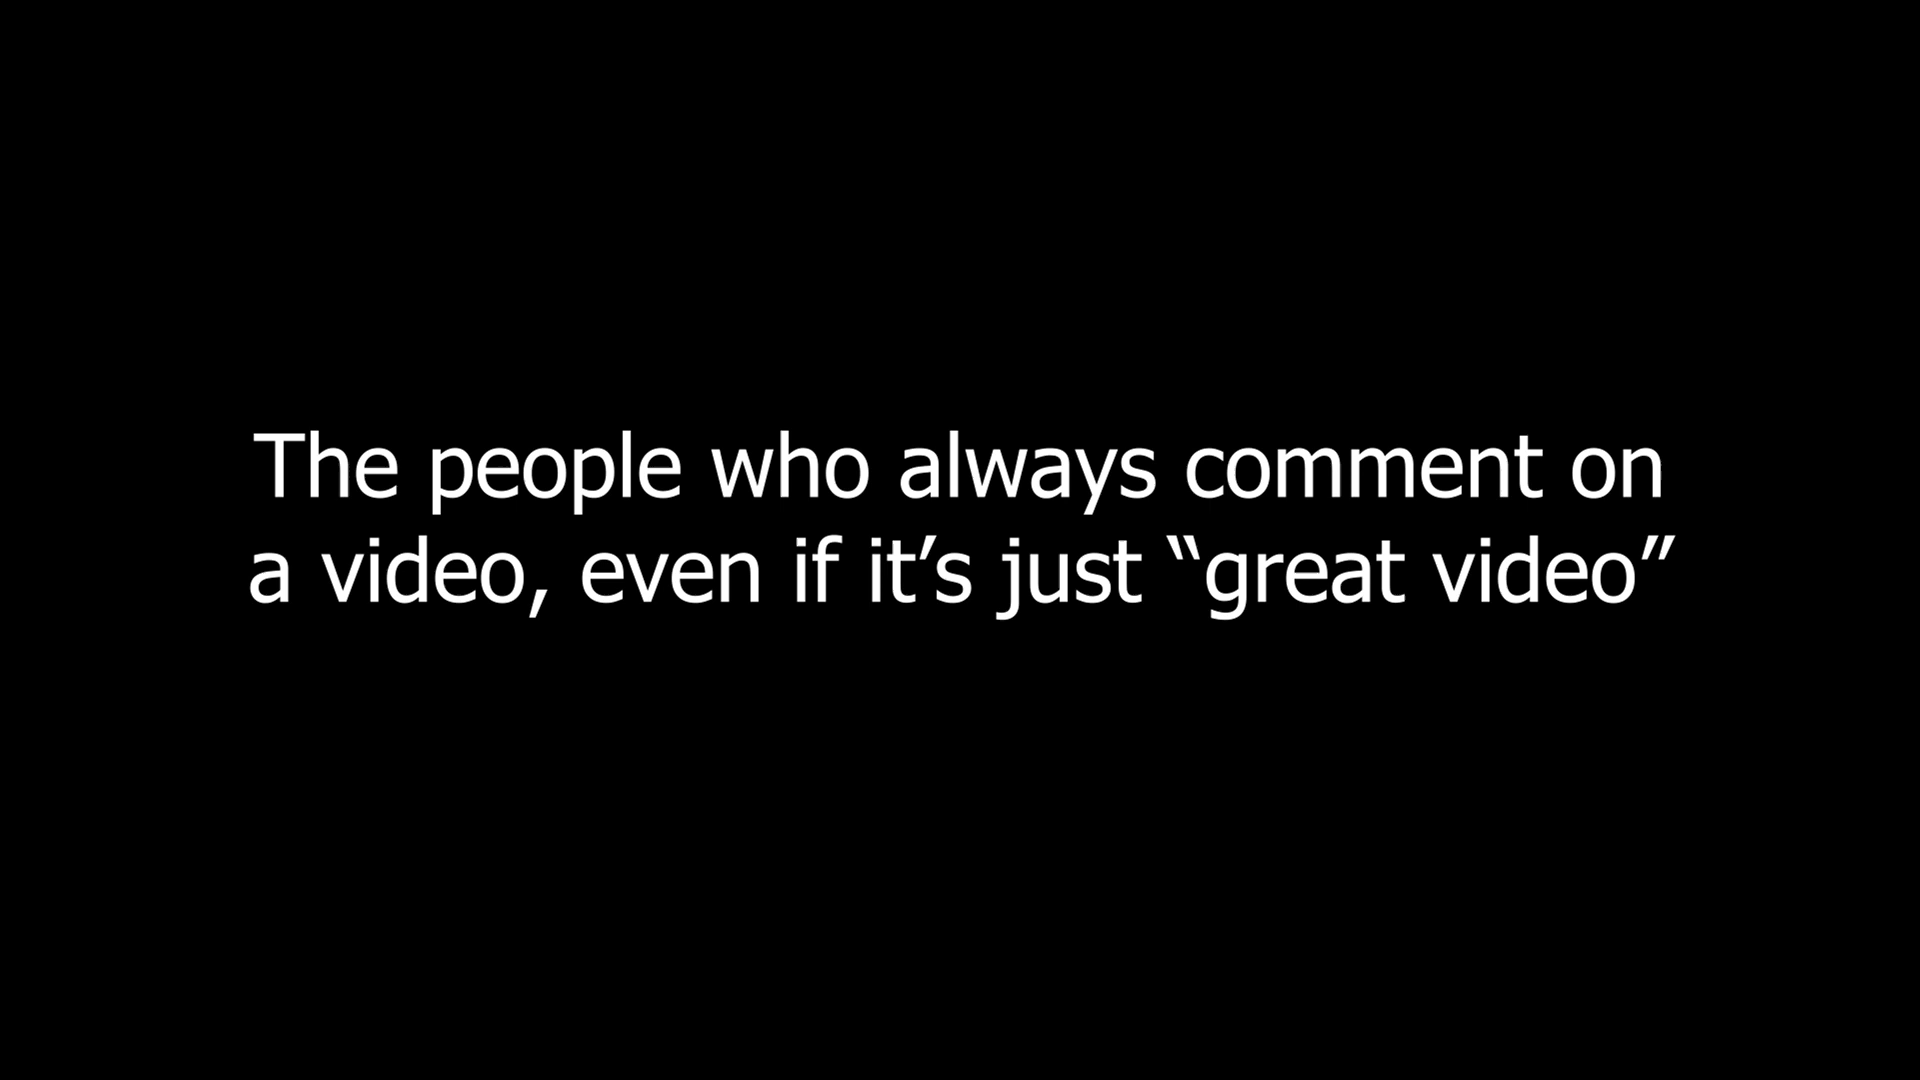 The people who always comment on
a video, even if it’s just “great video”